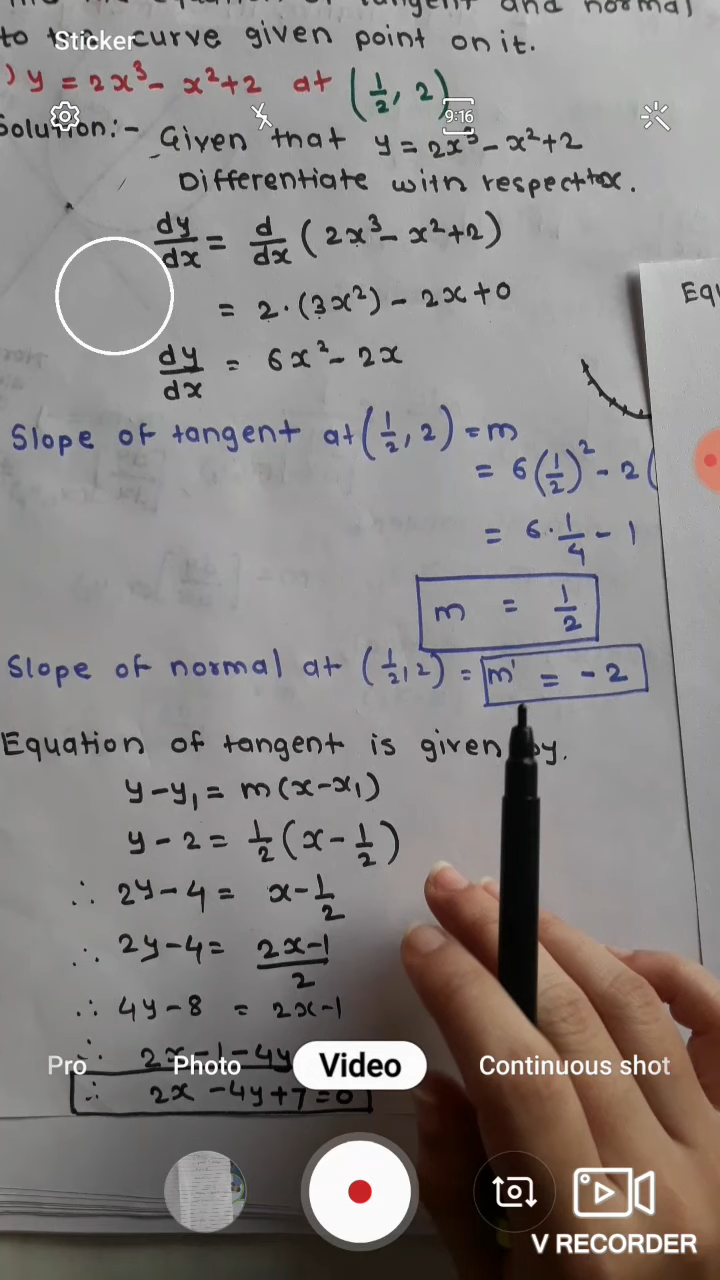 to curve given point on it.
) y = 2x³ - x² + 2 at (1/2, 2)
Solution:- Given that y = 2x³ - x² + 2
Differentiate with respect to x.
dy/dx = d/dx (2x³ - x² + 2)
= 2·(3x²) - 2x + 0
dy/dx = 6x² - 2x
Slope of tangent at (1/2, 2) = m
= 6(1/2)² - 2(
= 6·1/4 - 1
m = 1/2
Slope of normal at (1/2, 2) = m' = -2
Equation of tangent is given by.
y - y₁ = m(x - x₁)
y - 2 = 1/2 (x - 1/2)
∴ 2y - 4 = x - 1/2
∴ 2y - 4 = (2x - 1)/2
∴ 4y - 8 = 2x - 1
∴ 2x - 1 - 4y
∴ 2x - 4y + 7 = 0
Sticker
9:16
Pro Photo Video Continuous shot
V RECORDER